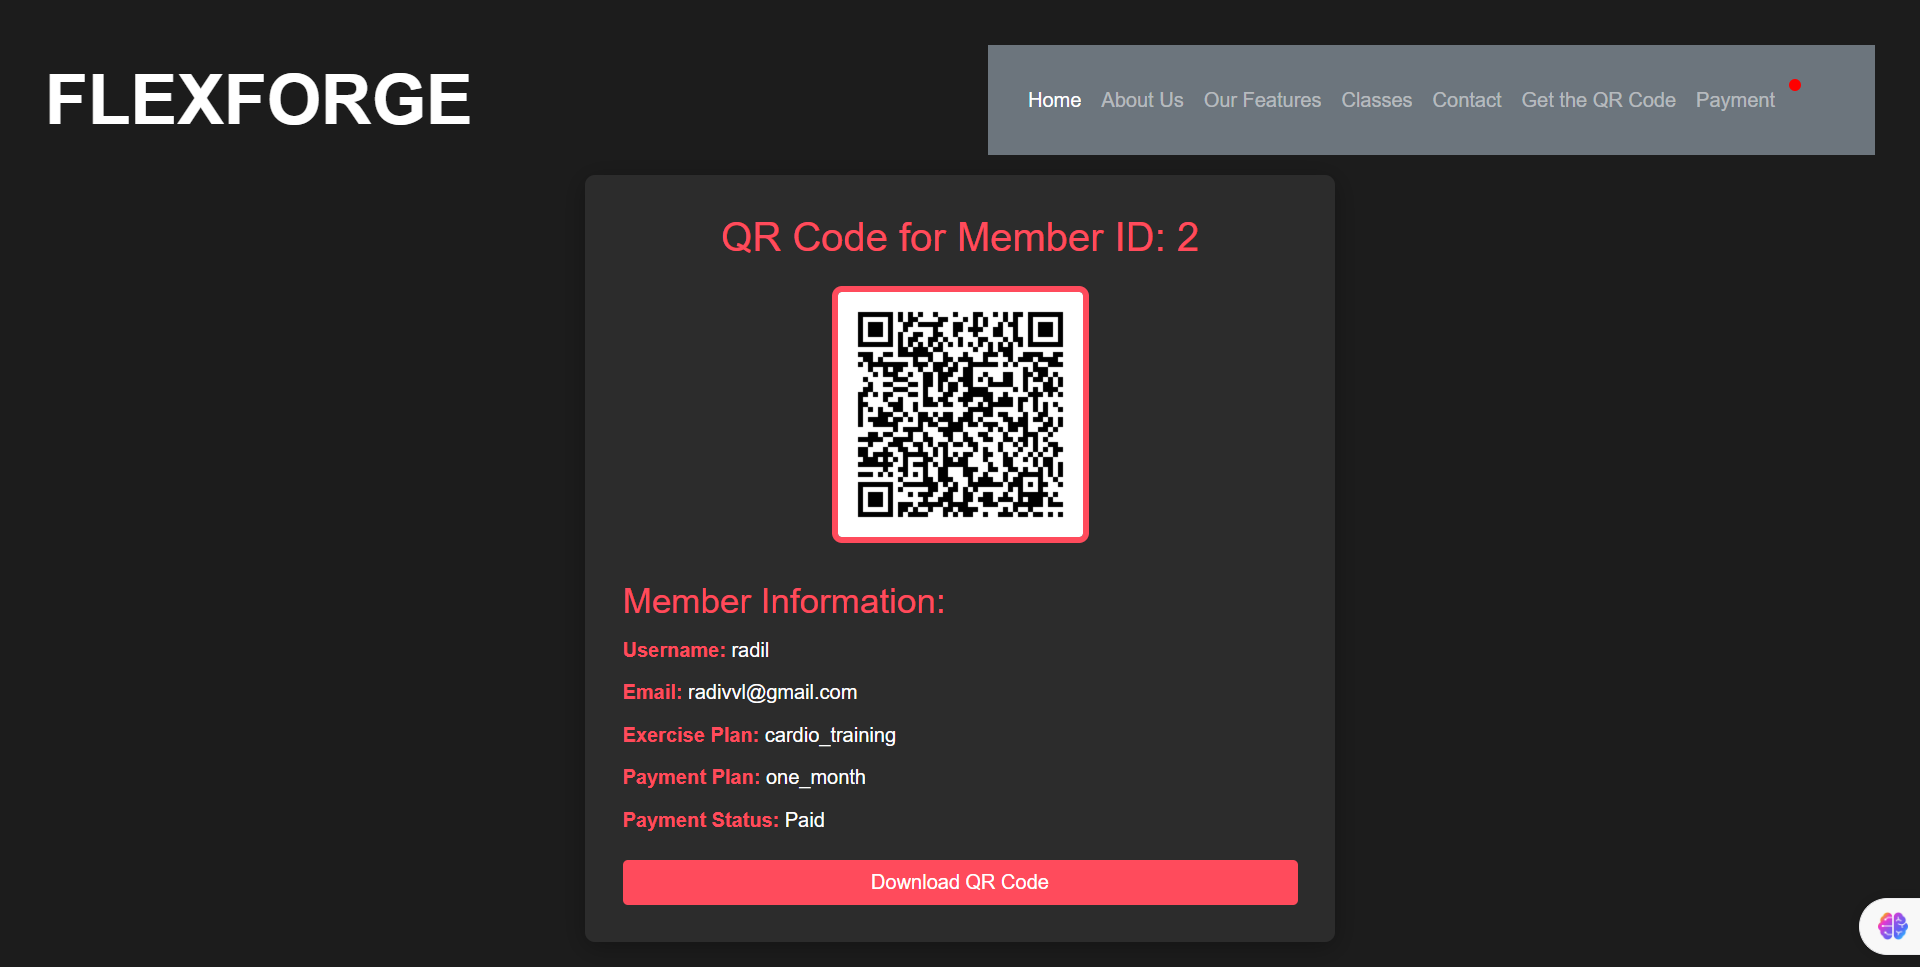 FLEXFORGE
Home About Us Our Features Classes Contact Get the QR Code Payment
QR Code for Member ID: 2
Member Information:
Username: radil
Email: radivvl@gmail.com
Exercise Plan: cardio_training
Payment Plan: one_month
Payment Status: Paid
Download QR Code